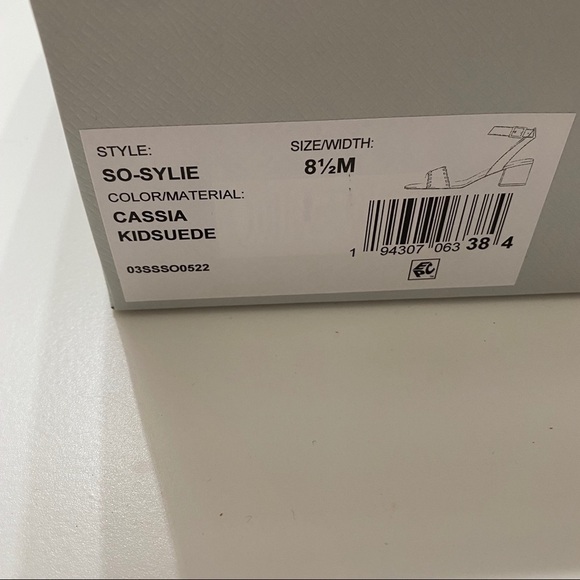 STYLE:
SO-SYLIE
COLOR/MATERIAL:
CASSIA
KIDSUEDE
03SSSO0522
SIZE/WIDTH:
8½M
1 94307 063 38 4